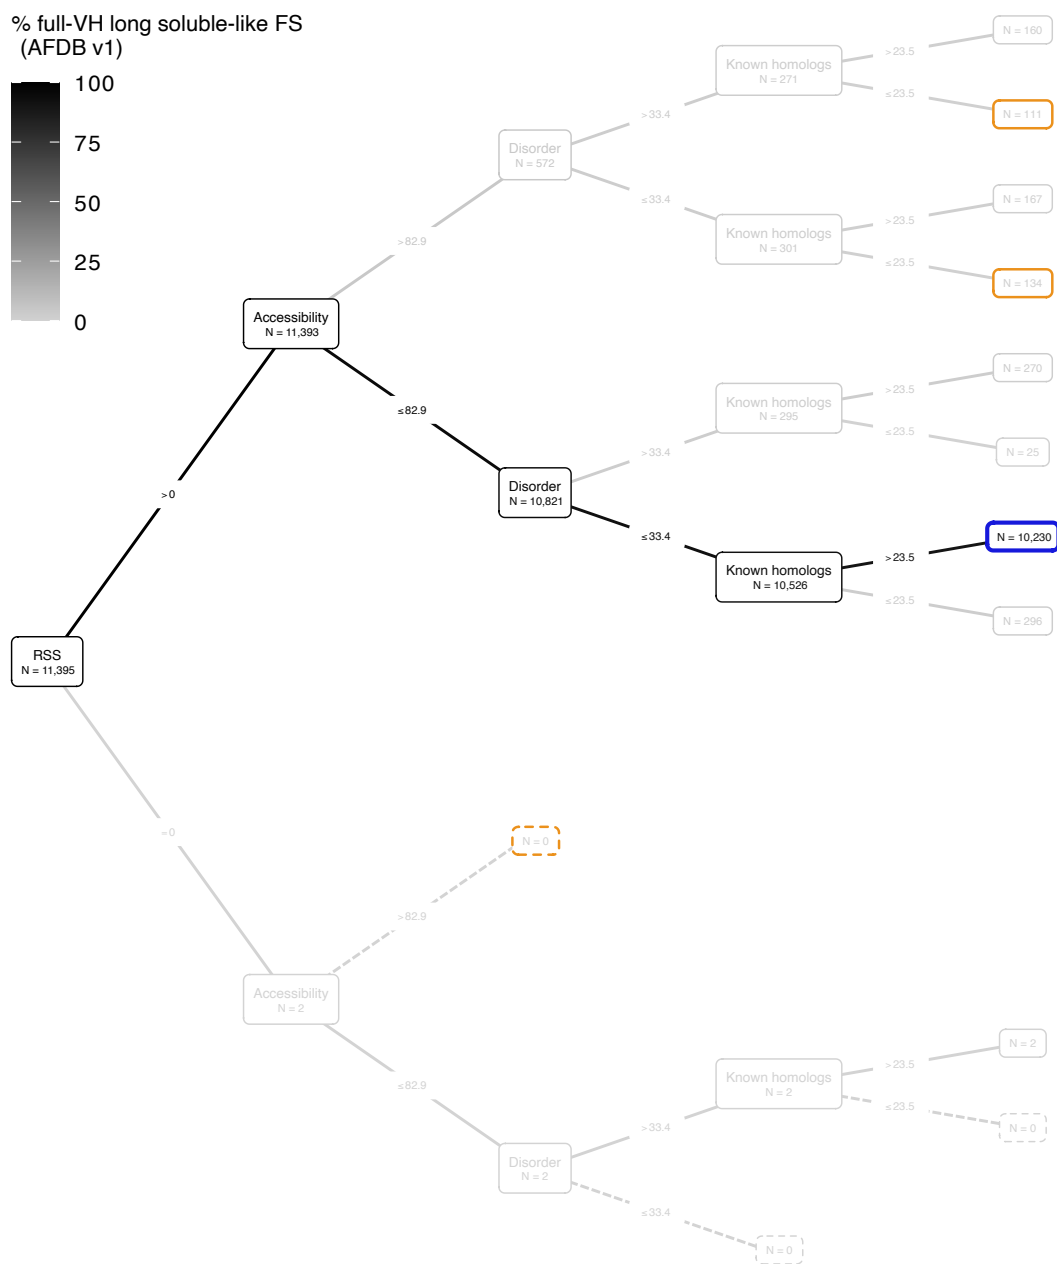 % full-VH long soluble-like FS
(AFDB v1)
100
75
50
25
0
N = 160
>23.5
Known homologs
N = 271
≤23.5
N = 111
>33.4
Disorder
N = 572
≤33.4
N = 167
>23.5
Known homologs
N = 301
≤23.5
N = 134
>82.9
Accessibility
N = 11,393
≤82.9
N = 270
>23.5
Known homologs
N = 295
≤23.5
N = 25
>33.4
Disorder
N = 10,821
≤33.4
N = 10,230
>23.5
Known homologs
N = 10,526
≤23.5
N = 296
>0
RSS
N = 11,395
=0
N = 0
>82.9
Accessibility
N = 2
≤82.9
N = 2
>23.5
Known homologs
N = 2
≤23.5
N = 0
>33.4
Disorder
N = 2
≤33.4
N = 0